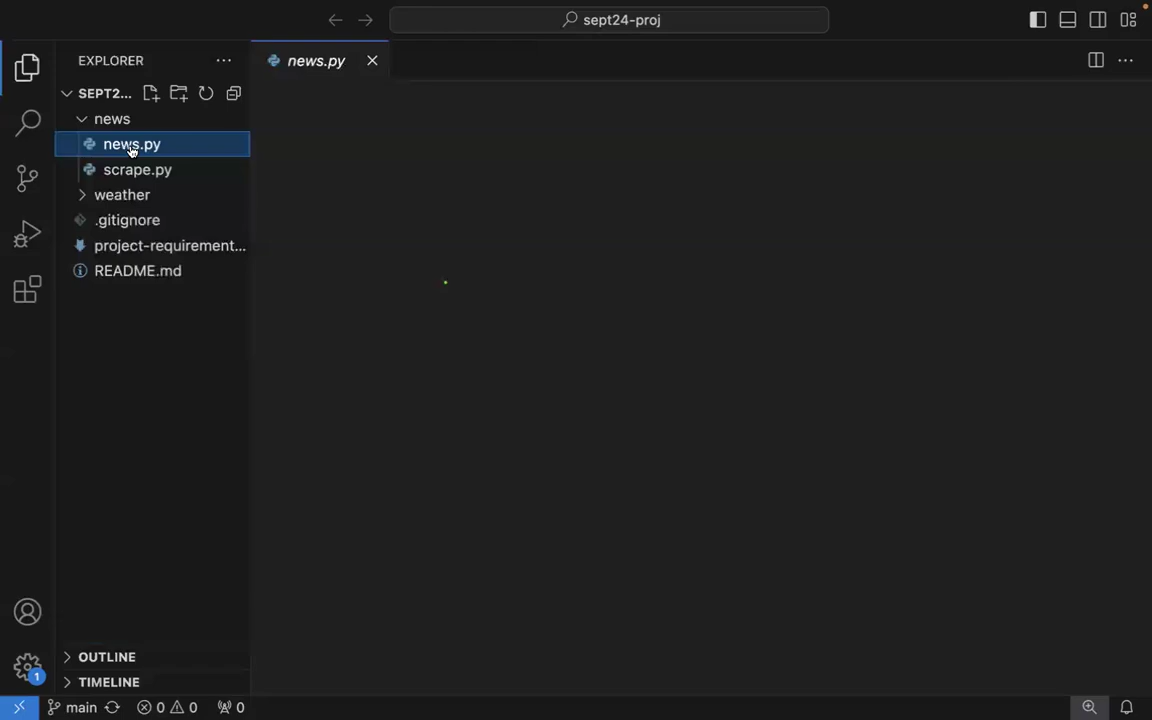 sept24-proj
EXPLORER
news.py
SEPT2...
news
news.py
scrape.py
weather
.gitignore
project-requirement...
README.md
OUTLINE
TIMELINE
1
main
0
0
0